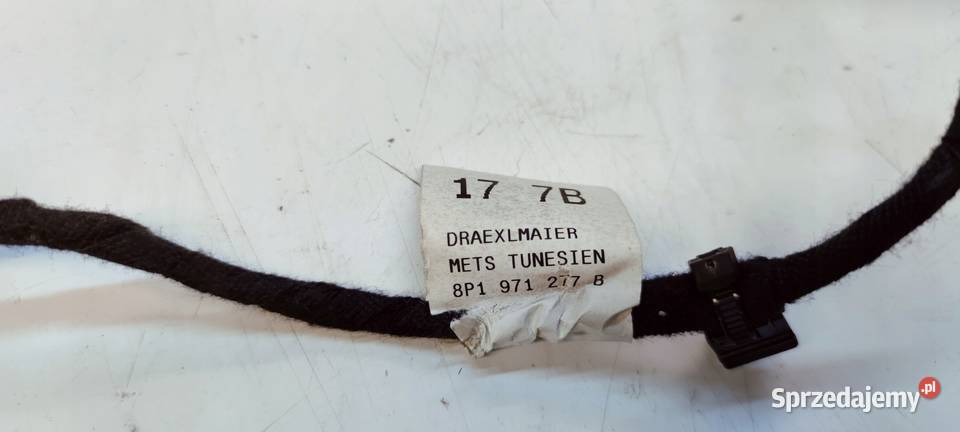 17 7B
DRAEXLMAIER
METS TUNESIEN
8P1 971 277 B
Sprzedajemy.pl